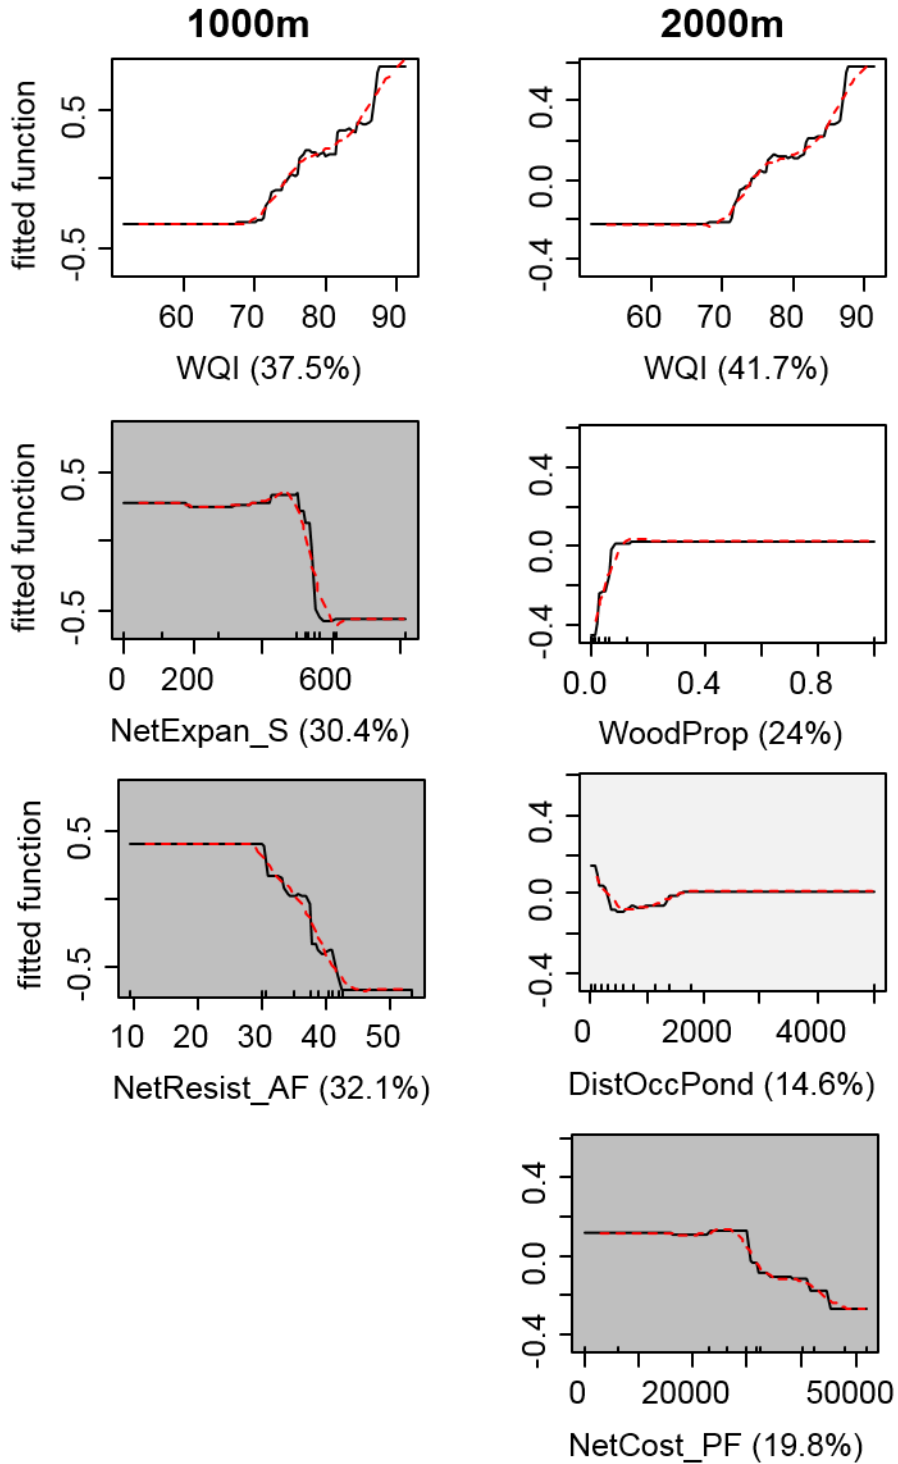 1000m 2000m
fitted function
0.5
-0.5
60 70 80 90
WQI (37.5%)
0.4
0.0
-0.4
60 70 80 90
WQI (41.7%)
fitted function
0.5
-0.5
0 200 600
NetExpan_S (30.4%)
0.4
0.0
-0.4
0.0 0.4 0.8
WoodProp (24%)
fitted function
0.5
-0.5
10 20 30 40 50
NetResist_AF (32.1%)
0.4
0.0
-0.4
0 2000 4000
DistOccPond (14.6%)
0.4
0.0
-0.4
0 20000 50000
NetCost_PF (19.8%)